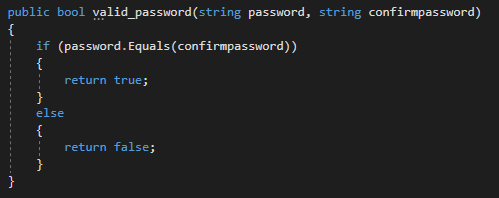 public bool valid_password(string password, string confirmpassword)
{
if (password.Equals(confirmpassword))
{
return true;
}
else
{
return false;
}
}